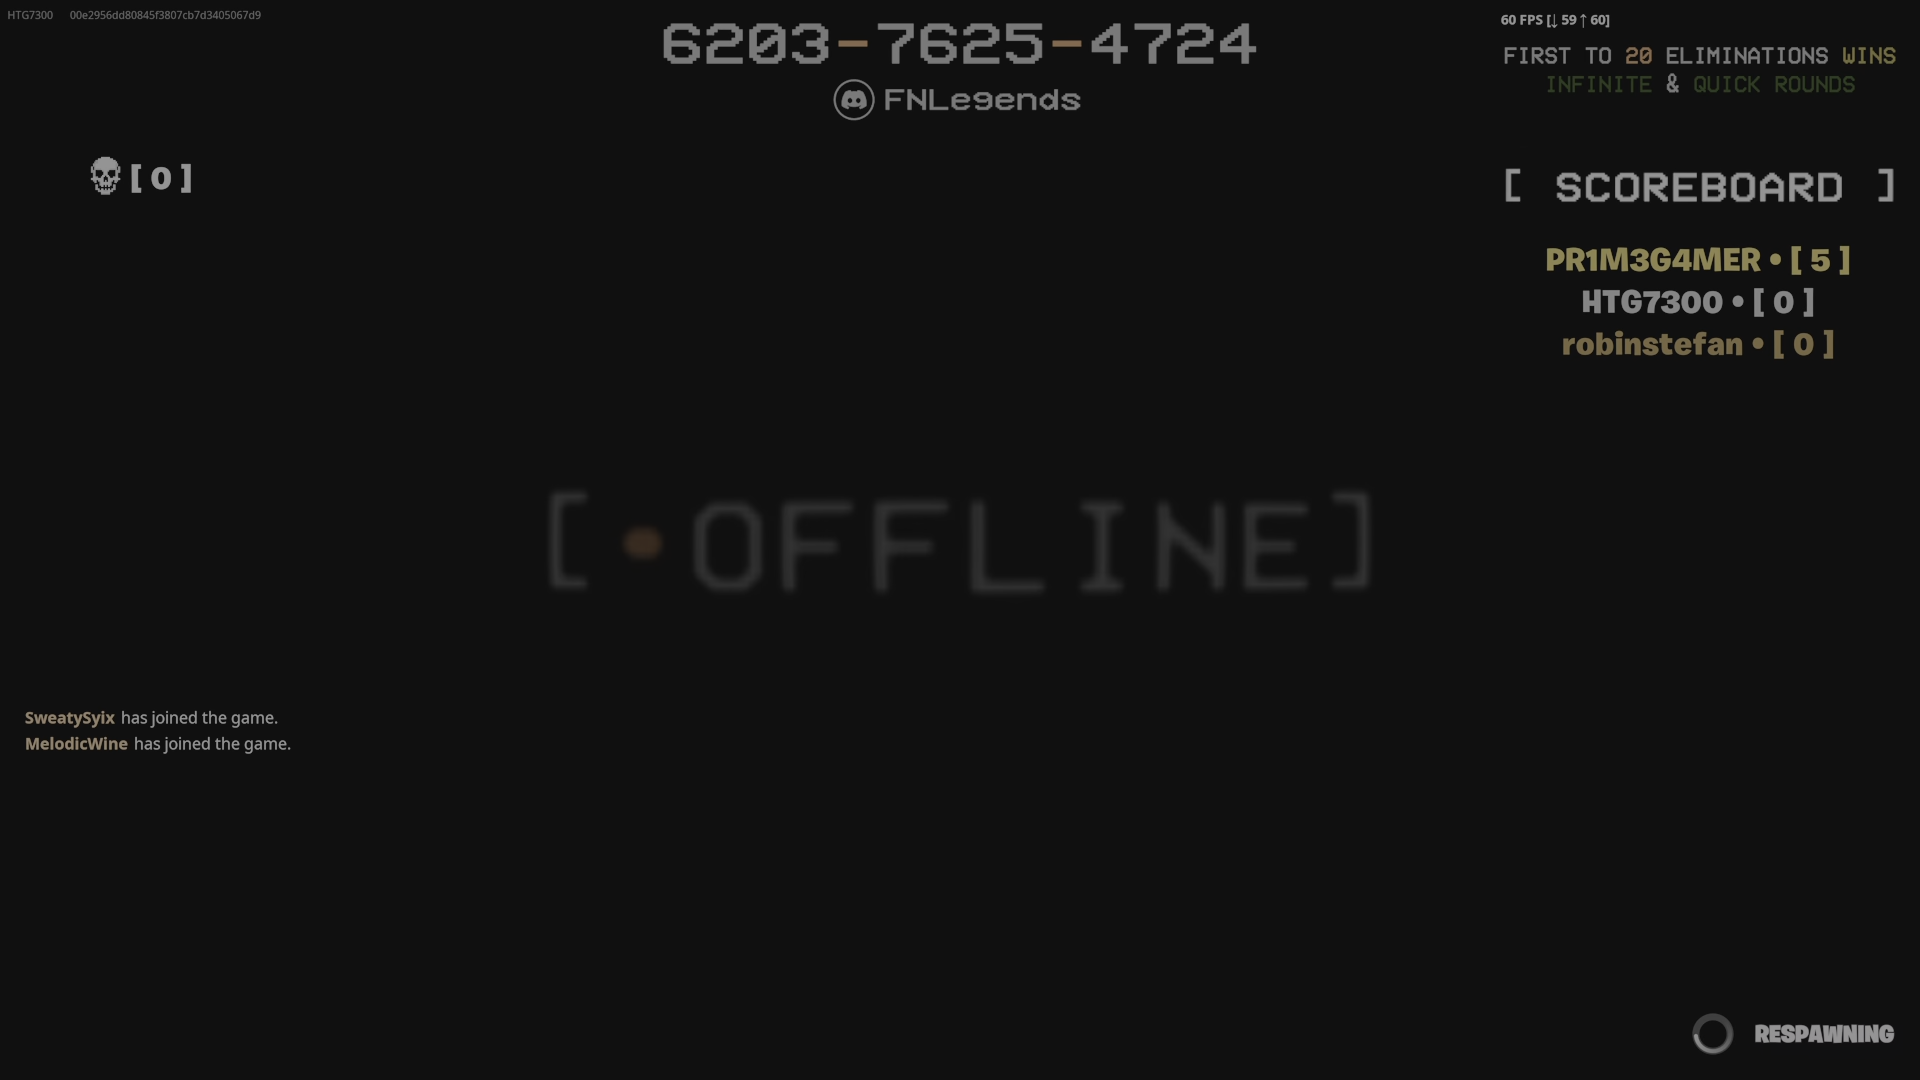 HTG7300 00e2956dd80845f3807cb7d3405067d9
6203-7625-4724
FNLegends
60 FPS [↓ 59 ↑ 60]
FIRST TO 20 ELIMINATIONS WINS
INFINITE & QUICK ROUNDS
[ 0 ]
[ SCOREBOARD ]
PR1M3G4MER • [ 5 ]
HTG7300 • [ 0 ]
robinstefan • [ 0 ]
[•OFFLINE]
SweatySyix has joined the game.
MelodicWine has joined the game.
RESPAWNING